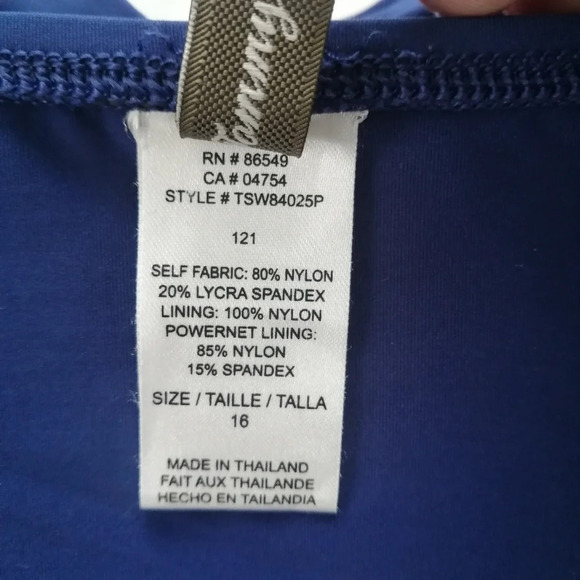 RN # 86549
CA # 04754
STYLE # TSW84025P
121
SELF FABRIC: 80% NYLON
20% LYCRA SPANDEX
LINING: 100% NYLON
POWERNET LINING:
85% NYLON
15% SPANDEX
SIZE / TAILLE / TALLA
16
MADE IN THAILAND
FAIT AUX THAILANDE
HECHO EN TAILANDIA